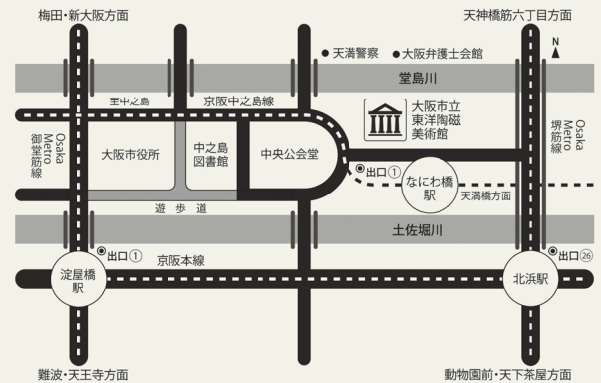 梅田・新大阪方面
天神橋筋六丁目方面
N
● 天満警察 ● 大阪弁護士会館
堂島川
至中之島
京阪中之島線
大阪市立
東洋陶磁
美術館
Osaka Metro 御堂筋線
大阪市役所
中之島
図書館
中央公会堂
Osaka Metro 堺筋線
出口①
なにわ橋
駅
天満橋方面
遊歩道
土佐堀川
出口①
京阪本線
出口㉖
淀屋橋
駅
北浜駅
難波・天王寺方面
動物園前・天下茶屋方面